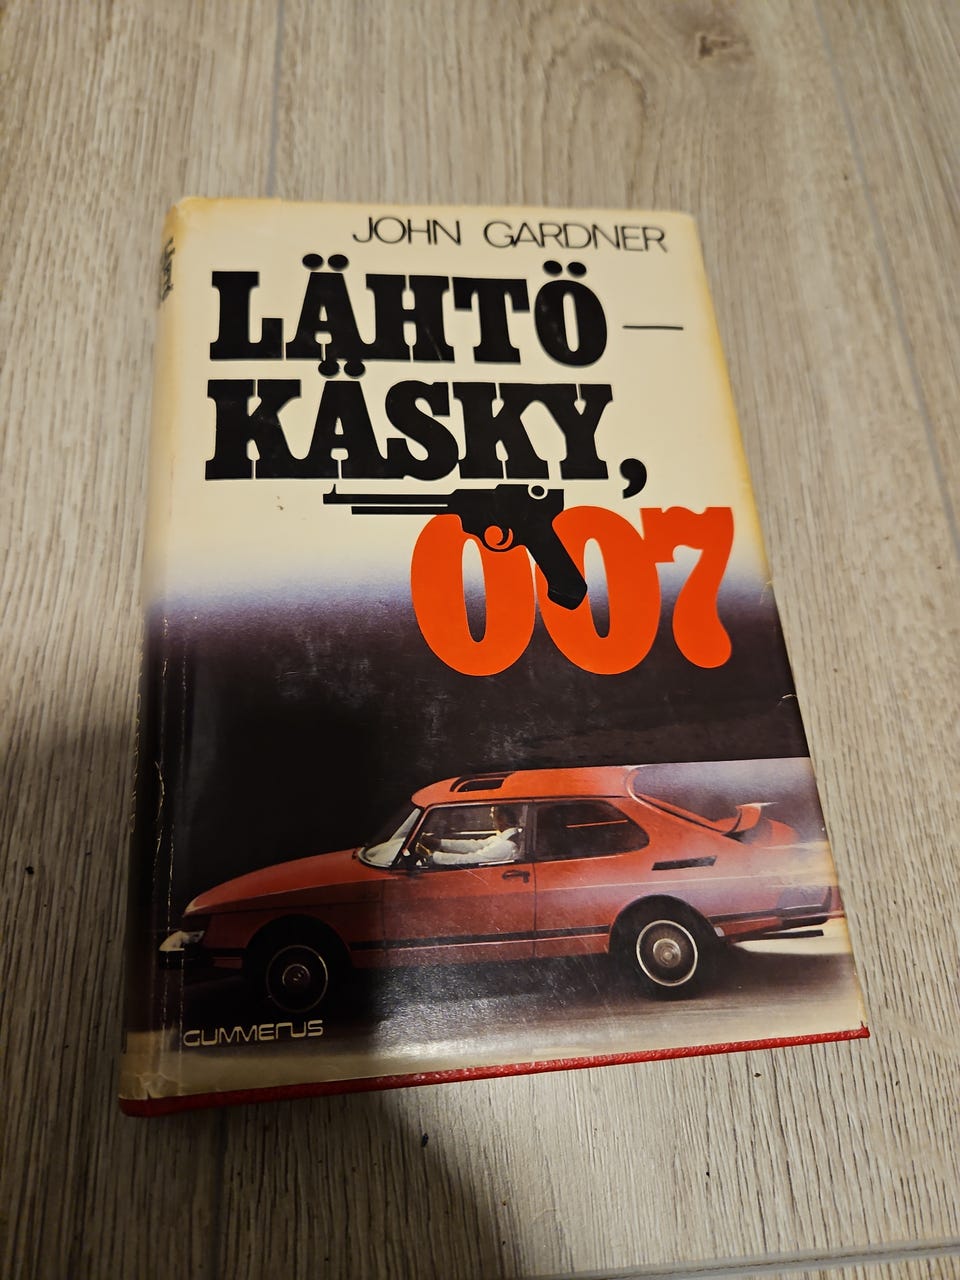 JOHN GARDNER
LÄHTÖ—
KÄSKY,
007
GUMMERUS